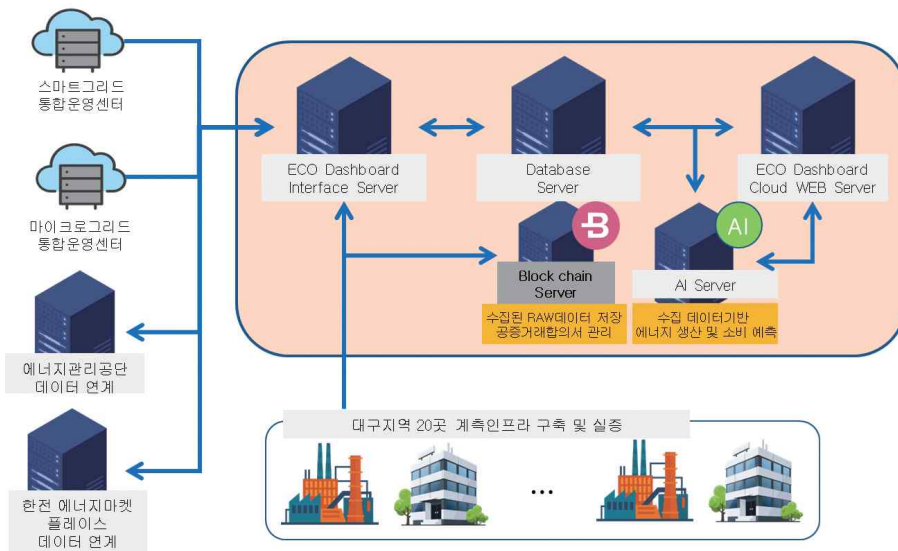 스마트그리드
통합운영센터
마이크로그리드
통합운영센터
에너지관리공단
데이터 연계
한전 에너지마켓
플레이스
데이터 연계
ECO Dashboard
Interface Server
Database
Server
ECO Dashboard
Cloud WEB Server
B
Block chain
Server
수집된 RAW데이터 저장
공증거래합의서 관리
AI
AI Server
수집 데이터기반
에너지 생산 및 소비 예측
대구지역 20곳 계측인프라 구축 및 실증
...